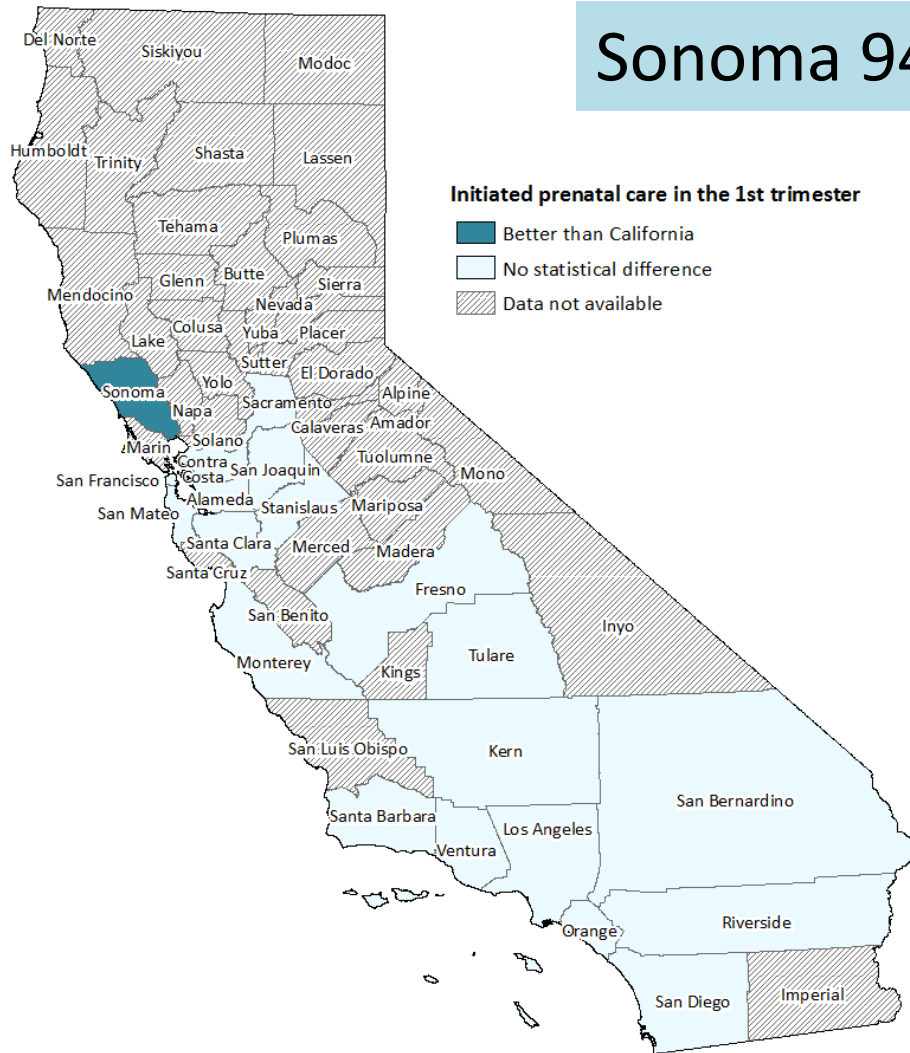 Sonoma 94
Initiated prenatal care in the 1st trimester
Better than California
No statistical difference
Data not available
Del Norte
Siskiyou
Modoc
Humboldt
Trinity
Shasta
Lassen
Tehama
Plumas
Mendocino
Glenn
Butte
Sierra
Nevada
Colusa
Yuba
Placer
Lake
Sutter
El Dorado
Yolo
Sonoma
Napa
Sacramento
Alpine
Amador
Calaveras
Solano
Marin
Contra
Costa
San Joaquin
Tuolumne
Mono
San Francisco
Alameda
Stanislaus
Mariposa
San Mateo
Santa Clara
Merced
Madera
Santa Cruz
Fresno
San Benito
Inyo
Monterey
Kings
Tulare
San Luis Obispo
Kern
San Bernardino
Santa Barbara
Los Angeles
Ventura
Orange
Riverside
San Diego
Imperial